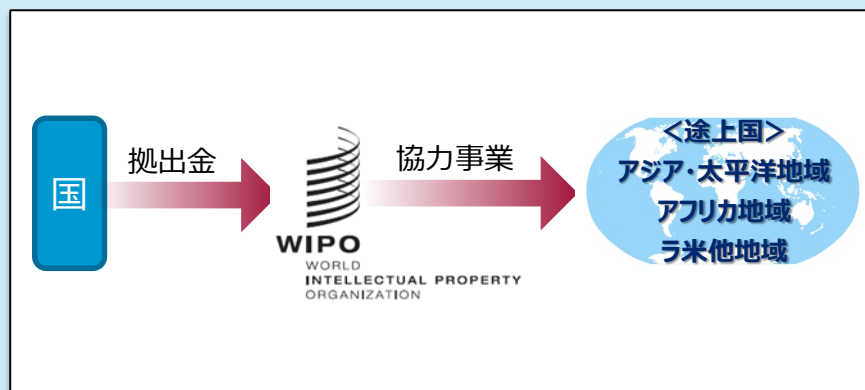 国
拠出金
WIPO
WORLD
INTELLECTUAL PROPERTY
ORGANIZATION
協力事業
＜途上国＞
アジア・太平洋地域
アフリカ地域
ラ米他地域